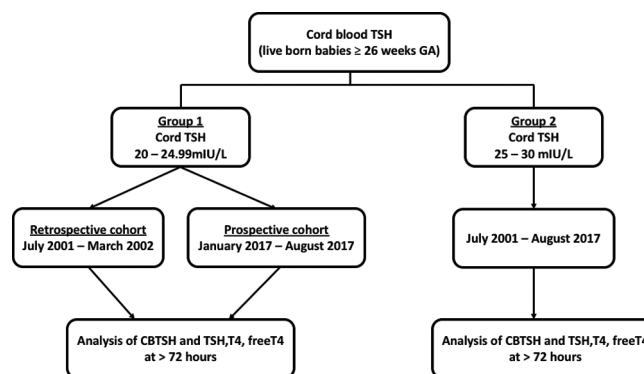 Cord blood TSH
(live born babies ≥ 26 weeks GA)
Group 1
Cord TSH
20 – 24.99mIU/L
Group 2
Cord TSH
25 – 30 mIU/L
Retrospective cohort
July 2001 – March 2002
Prospective cohort
January 2017 – August 2017
July 2001 – August 2017
Analysis of CBTSH and TSH,T4, freeT4
at > 72 hours
Analysis of CBTSH and TSH,T4, freeT4
at > 72 hours